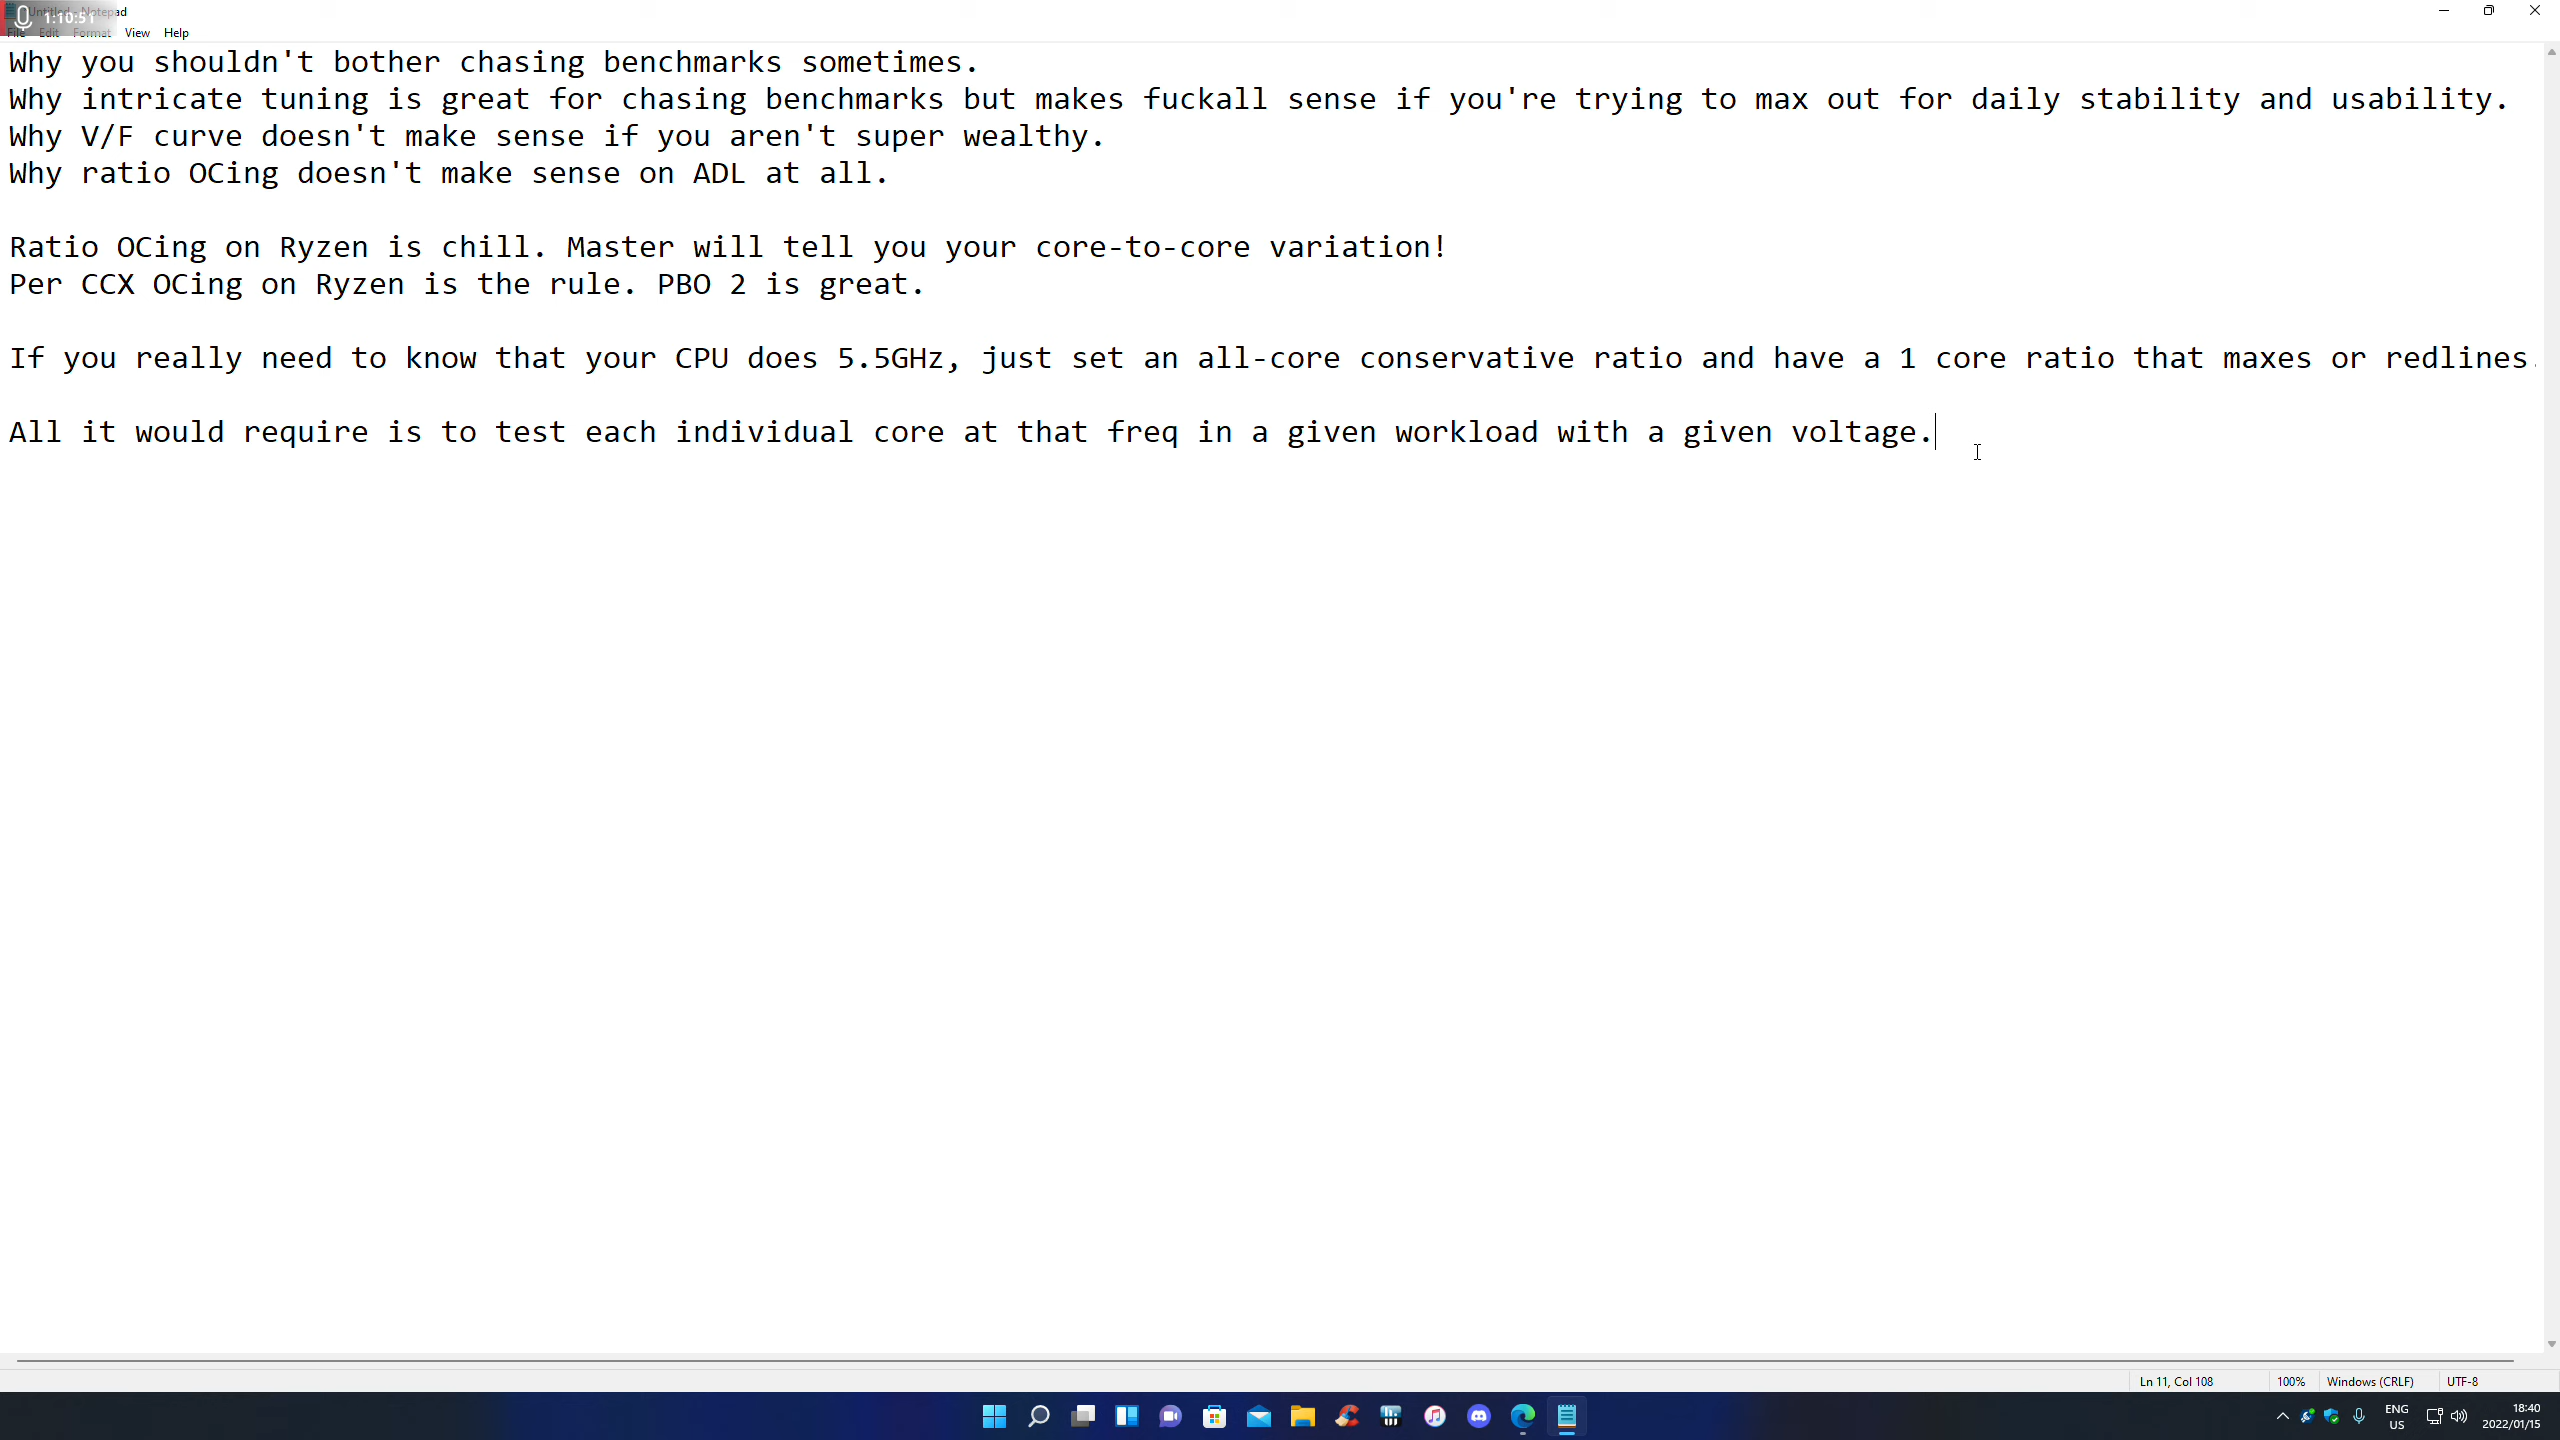 1:10:51
Untitled - Notepad
File Edit Format View Help
Why you shouldn't bother chasing benchmarks sometimes.
Why intricate tuning is great for chasing benchmarks but makes fuckall sense if you're trying to max out for daily stability and usability.
Why V/F curve doesn't make sense if you aren't super wealthy.
Why ratio OCing doesn't make sense on ADL at all.
Ratio OCing on Ryzen is chill. Master will tell you your core-to-core variation!
Per CCX OCing on Ryzen is the rule. PBO 2 is great.
If you really need to know that your CPU does 5.5GHz, just set an all-core conservative ratio and have a 1 core ratio that maxes or redlines.
All it would require is to test each individual core at that freq in a given workload with a given voltage.
Ln 11, Col 108 100% Windows (CRLF) UTF-8
ENG
US
18:40
2022/01/15